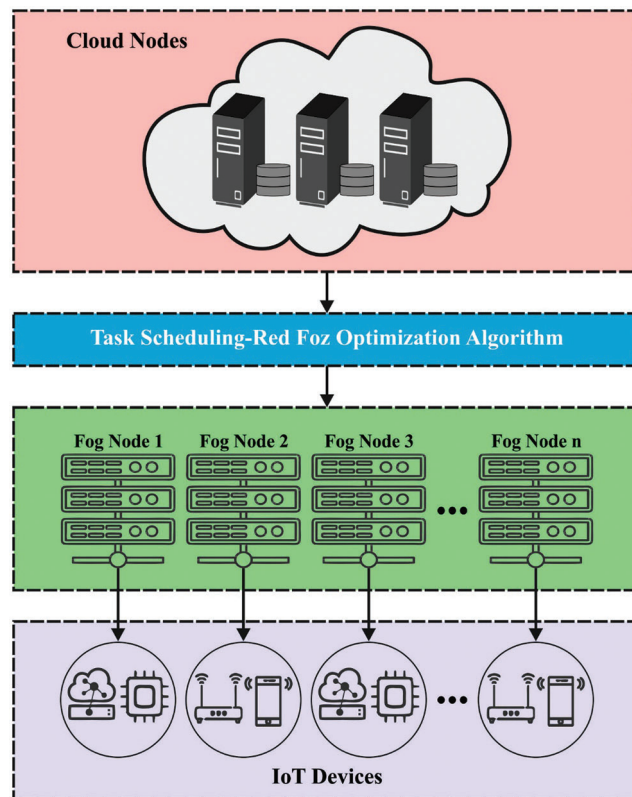 Cloud Nodes
Task Scheduling-Red Foz Optimization Algorithm
Fog Node 1 Fog Node 2 Fog Node 3 Fog Node n
IoT Devices